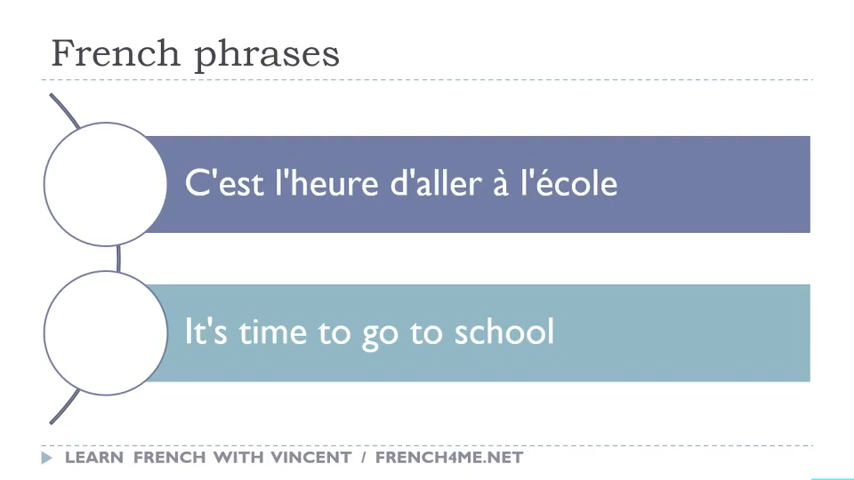 French phrases
C'est l'heure d'aller à l'école
It's time to go to school
LEARN FRENCH WITH VINCENT / FRENCH4ME.NET